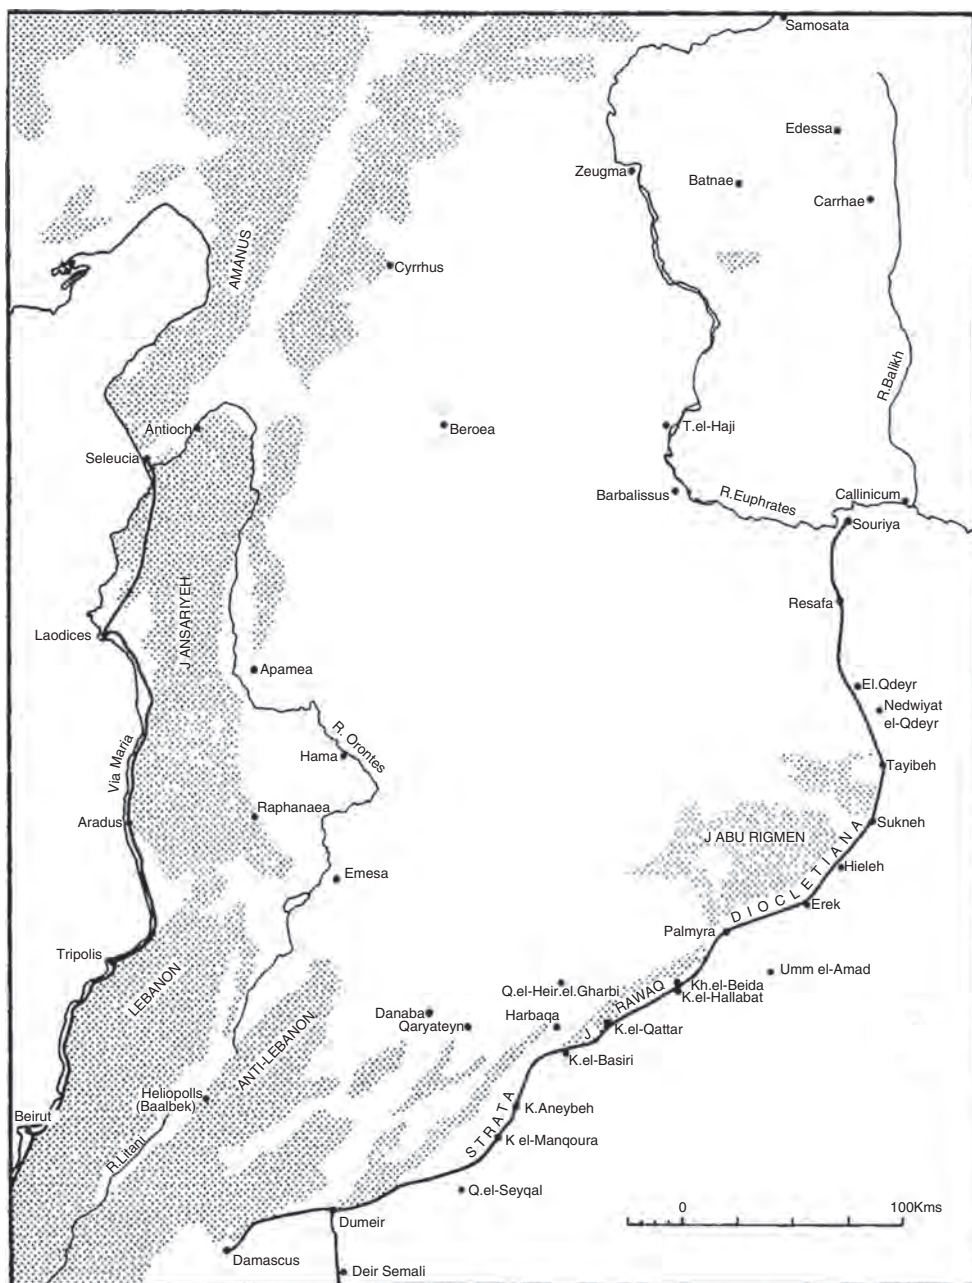 Samosata
Edessa
Zeugma
Batnae
Carrhae
AMANUS
Cyrrhus
R.Balikh
Antioch
Beroea
T.el-Haji
Seleucia
Barbalissus
R.Euphrates
Callinicum
Souriya
J ANSARIYEH
Resafa
Laodices
Apamea
El.Qdeyr
Nedwiyat
el-Qdeyr
R. Orontes
Via Maria
Hama
Tayibeh
Raphanaea
Aradus
Sukneh
J ABU RIGMEN
Emesa
Hieleh
DIOCLETIANA
Erek
Palmyra
Tripolis
LEBANON
Umm el-Amad
Q.el-Heir.el.Gharbi
Kh.el-Beida
K.el-Hallabat
J. RAWAQ
Danaba
Qaryateyn
Harbaqa
K.el-Qattar
ANTI-LEBANON
K.el-Basiri
Heliopolls
(Baalbek)
STRATA
K.Aneybeh
Beirut
K el-Manqoura
R.Litani
Q.el-Seyqal
Dumeir
0 100Kms
Damascus
Deir Semali